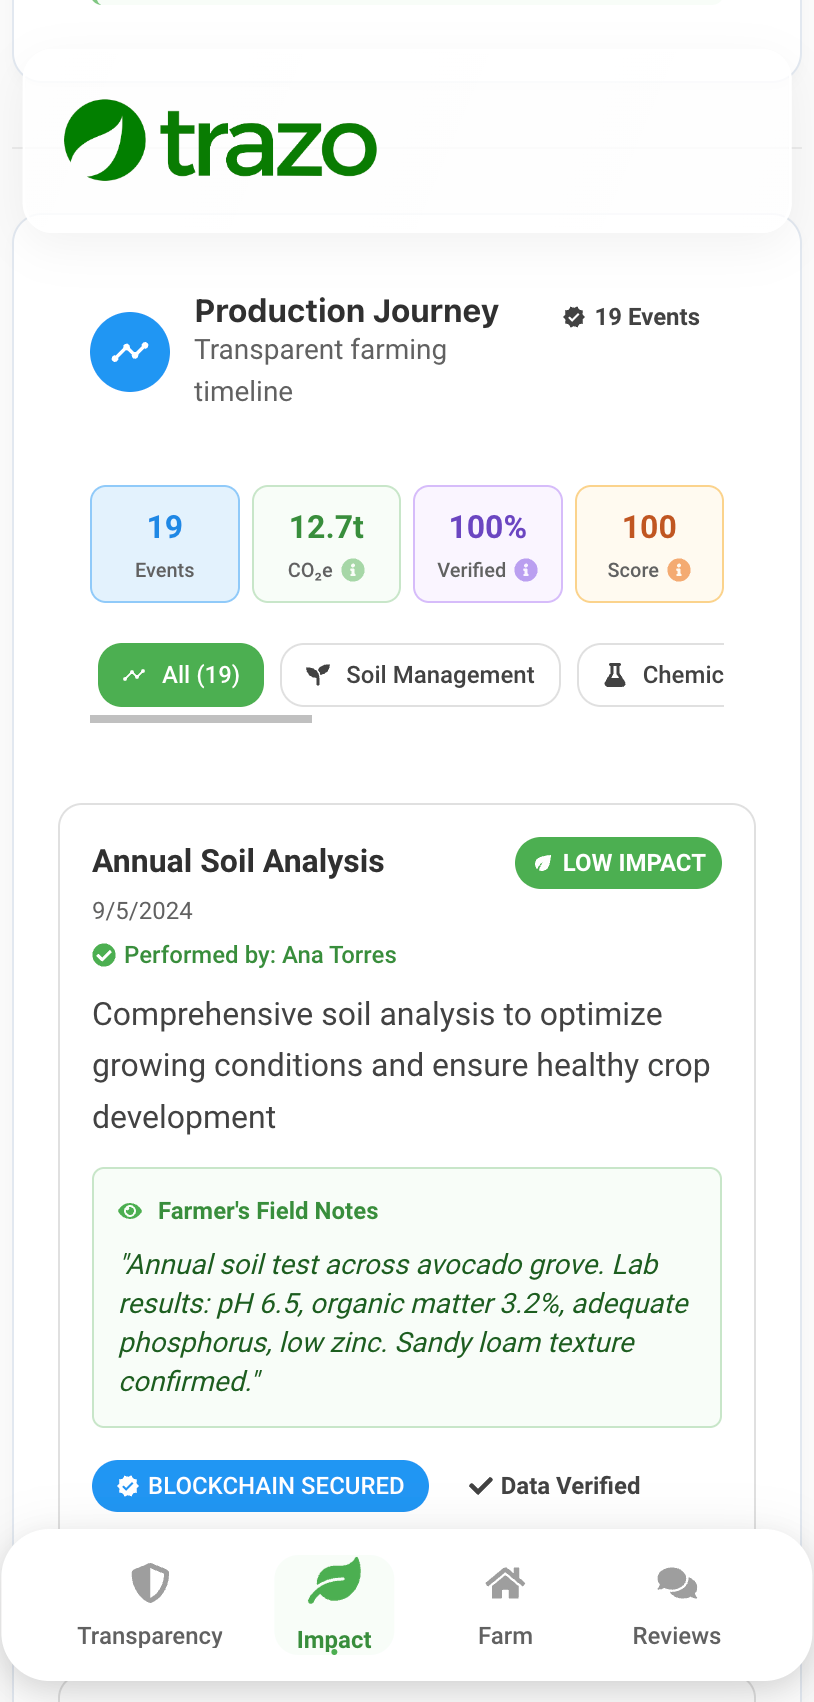 trazo
Production Journey
19 Events
Transparent farming
timeline
19
Events
12.7t
CO₂e
100%
Verified
100
Score
All (19)
Soil Management
Chemic
Annual Soil Analysis
LOW IMPACT
9/5/2024
Performed by: Ana Torres
Comprehensive soil analysis to optimize
growing conditions and ensure healthy crop
development
Farmer's Field Notes
"Annual soil test across avocado grove. Lab
results: pH 6.5, organic matter 3.2%, adequate
phosphorus, low zinc. Sandy loam texture
confirmed."
BLOCKCHAIN SECURED
Data Verified
Transparency
Impact
Farm
Reviews